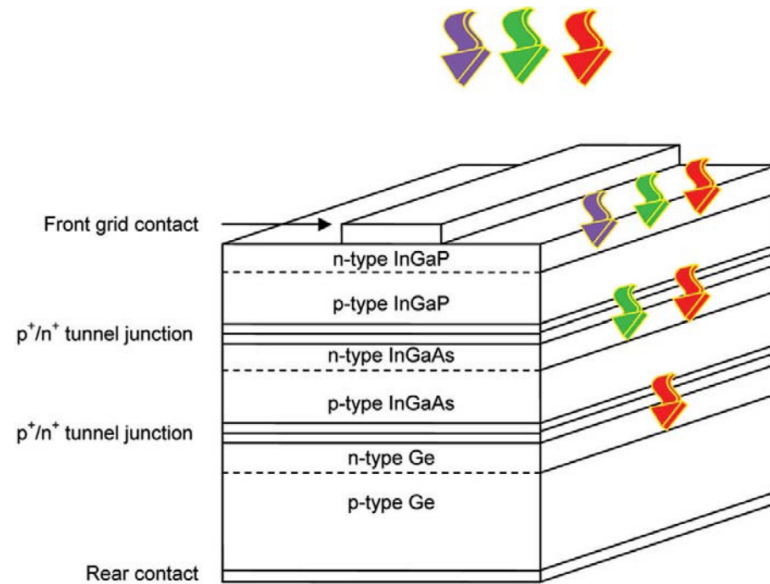 Front grid contact
n-type InGaP
p-type InGaP
p⁺/n⁺ tunnel junction
n-type InGaAs
p-type InGaAs
p⁺/n⁺ tunnel junction
n-type Ge
p-type Ge
Rear contact